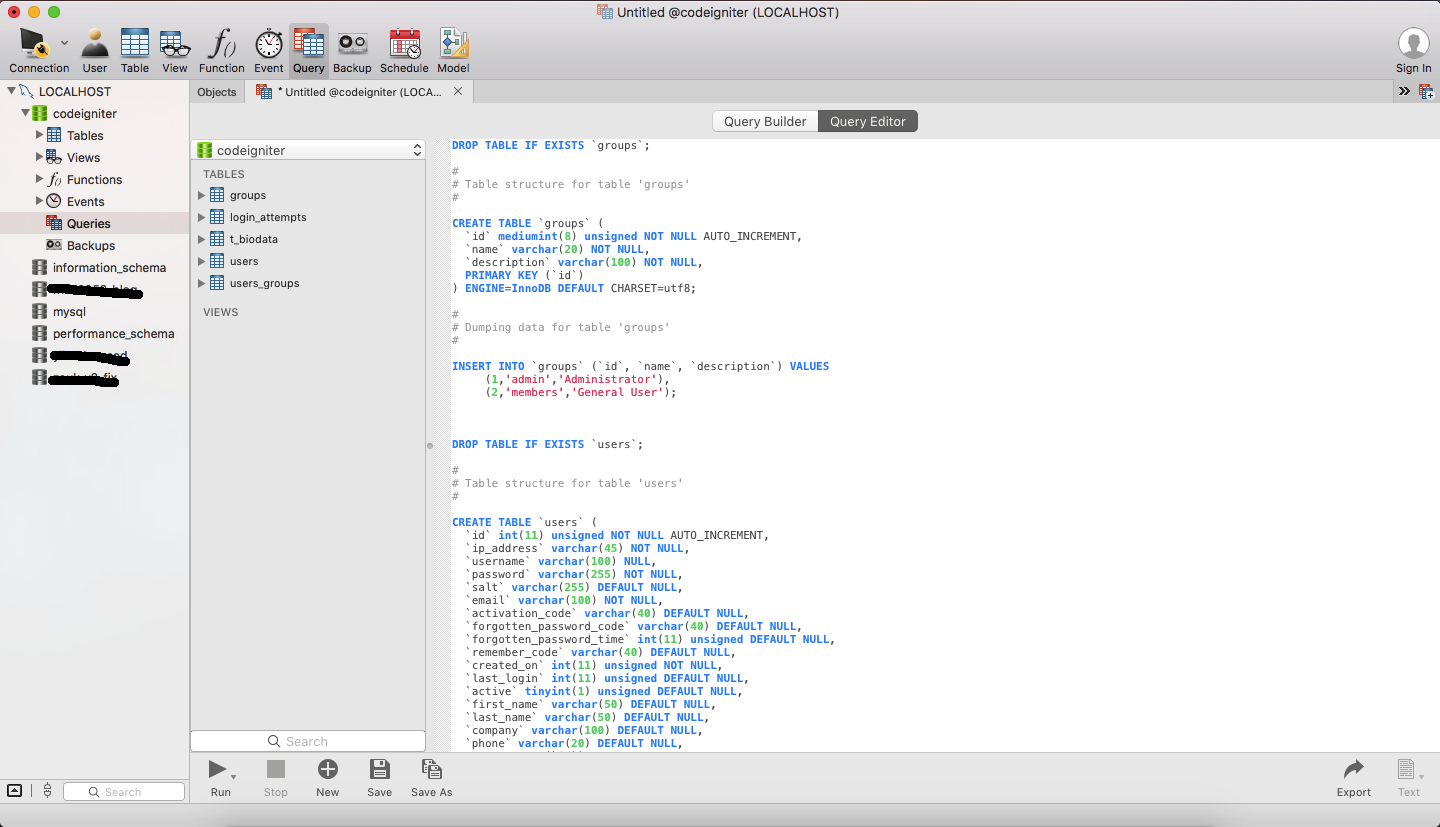 Untitled @codeigniter (LOCALHOST)
Connection
User
Table
View
Function
Event
Query
Backup
Schedule
Model
Sign In
LOCALHOST
codeigniter
Tables
Views
Functions
Events
Queries
Backups
information_schema
mysql
performance_schema
Search
Objects
* Untitled @codeigniter (LOCA...
Query Builder
Query Editor
codeigniter
TABLES
groups
login_attempts
t_biodata
users
users_groups
VIEWS
Search
DROP TABLE IF EXISTS `groups`;
#
# Table structure for table 'groups'
#
CREATE TABLE `groups` (
`id` mediumint(8) unsigned NOT NULL AUTO_INCREMENT,
`name` varchar(20) NOT NULL,
`description` varchar(100) NOT NULL,
PRIMARY KEY (`id`)
) ENGINE=InnoDB DEFAULT CHARSET=utf8;
#
# Dumping data for table 'groups'
#
INSERT INTO `groups` (`id`, `name`, `description`) VALUES
(1,'admin','Administrator'),
(2,'members','General User');
DROP TABLE IF EXISTS `users`;
#
# Table structure for table 'users'
#
CREATE TABLE `users` (
`id` int(11) unsigned NOT NULL AUTO_INCREMENT,
`ip_address` varchar(45) NOT NULL,
`username` varchar(100) NULL,
`password` varchar(255) NOT NULL,
`salt` varchar(255) DEFAULT NULL,
`email` varchar(100) NOT NULL,
`activation_code` varchar(40) DEFAULT NULL,
`forgotten_password_code` varchar(40) DEFAULT NULL,
`forgotten_password_time` int(11) unsigned DEFAULT NULL,
`remember_code` varchar(40) DEFAULT NULL,
`created_on` int(11) unsigned NOT NULL,
`last_login` int(11) unsigned DEFAULT NULL,
`active` tinyint(1) unsigned DEFAULT NULL,
`first_name` varchar(50) DEFAULT NULL,
`last_name` varchar(50) DEFAULT NULL,
`company` varchar(100) DEFAULT NULL,
`phone` varchar(20) DEFAULT NULL,
Run
Stop
New
Save
Save As
Export
Text